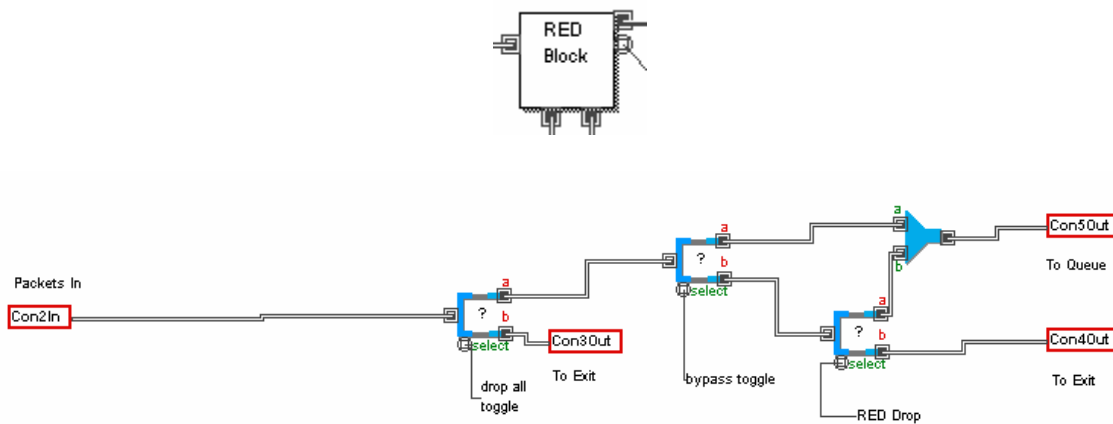 RED
Block
Packets In
Con2In
?
a
b
select
drop all
toggle
Con3Out
To Exit
?
a
b
select
bypass toggle
?
a
b
select
RED Drop
a
b
Con5Out
To Queue
Con4Out
To Exit